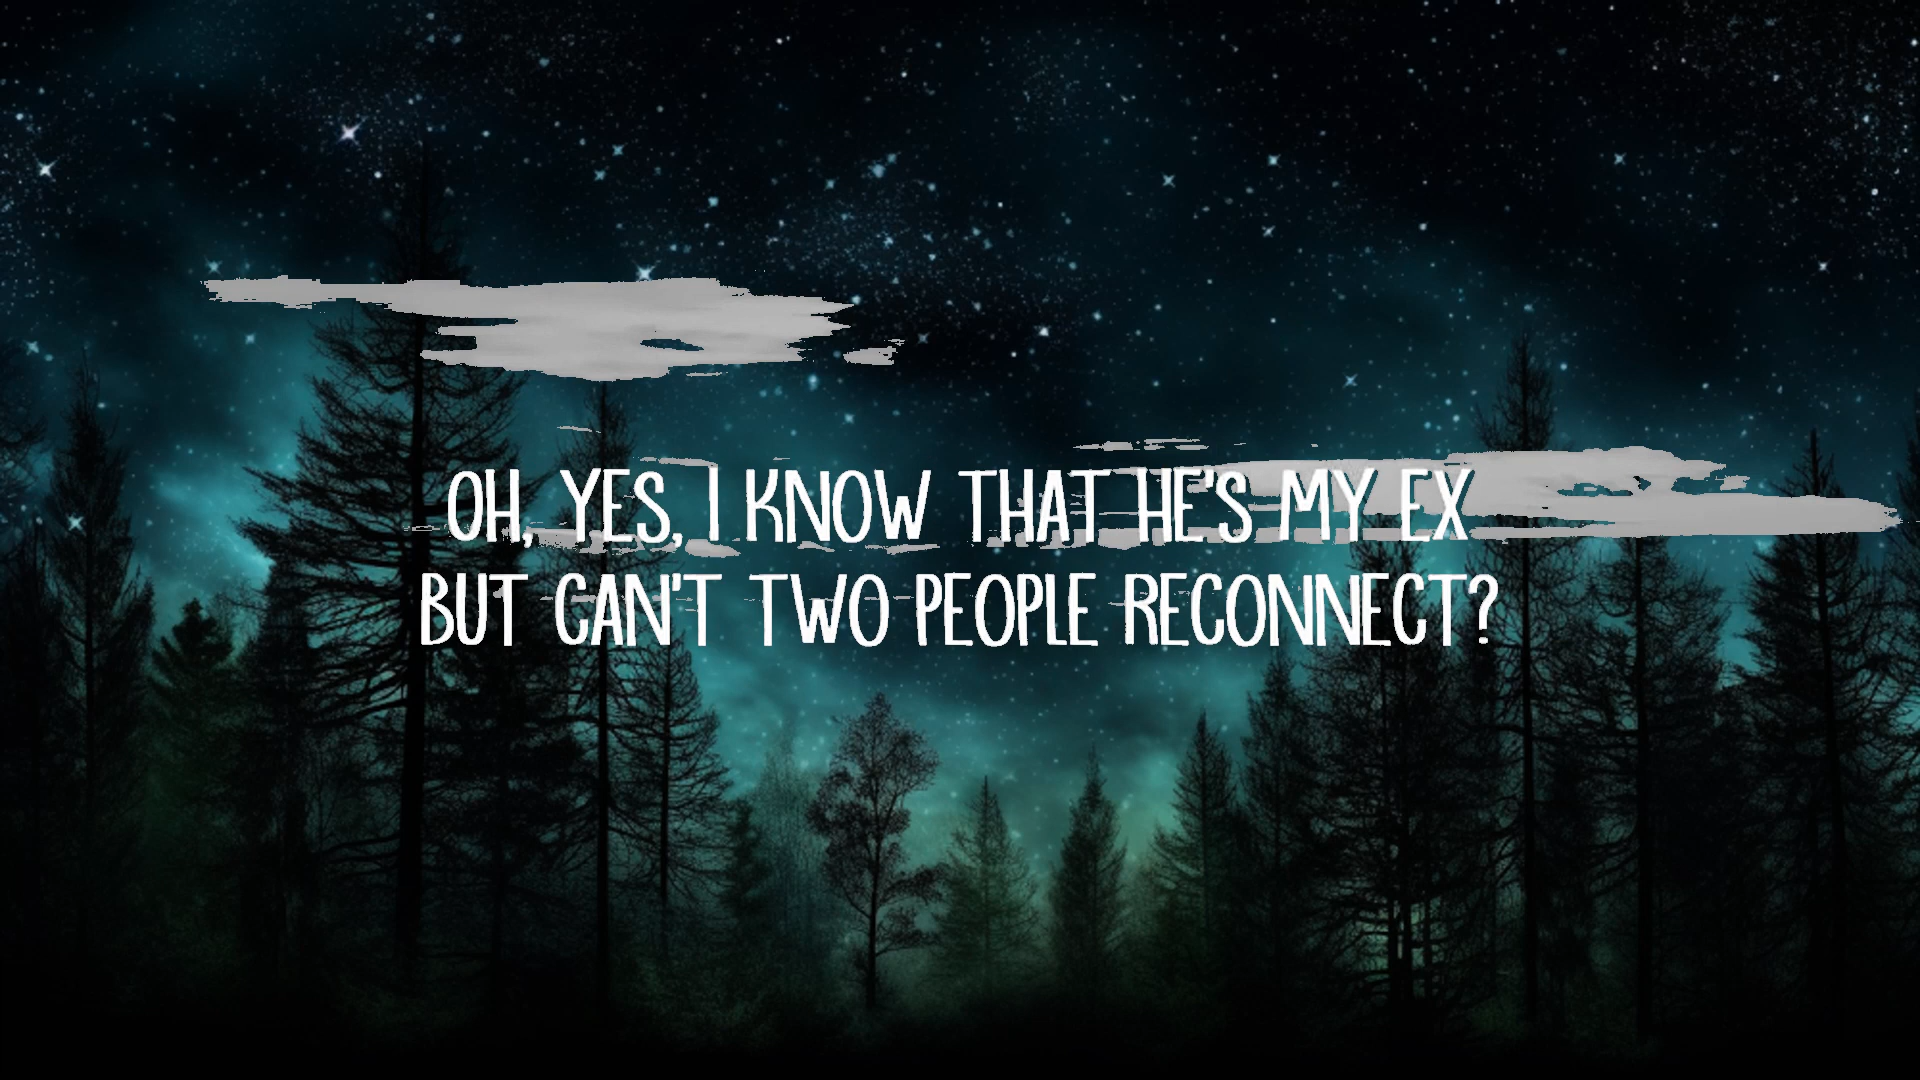 OH, YES, I KNOW THAT HE'S MY EX
BUT CAN'T TWO PEOPLE RECONNECT?